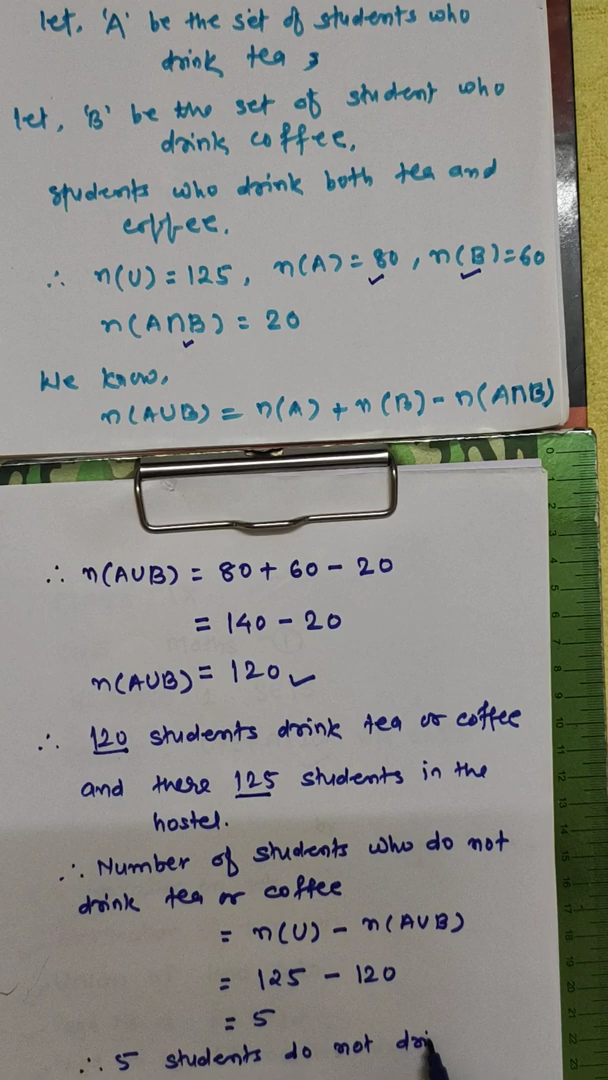 let, 'A' be the set of students who
drink tea ;
let, 'B' be the set of student who
drink coffee.
students who drink both tea and
coffee.
∴ n(U) = 125, n(A) = 80, n(B) = 60
n(A∩B) = 20
We know,
n(A∪B) = n(A) + n(B) - n(A∩B)
∴ n(A∪B) = 80 + 60 - 20
= 140 - 20
n(A∪B) = 120
∴ 120 students drink tea or coffee
and there 125 students in the
hostel.
∴ Number of students who do not
drink tea or coffee
= n(U) - n(A∪B)
= 125 - 120
= 5
∴ 5 students do not dri